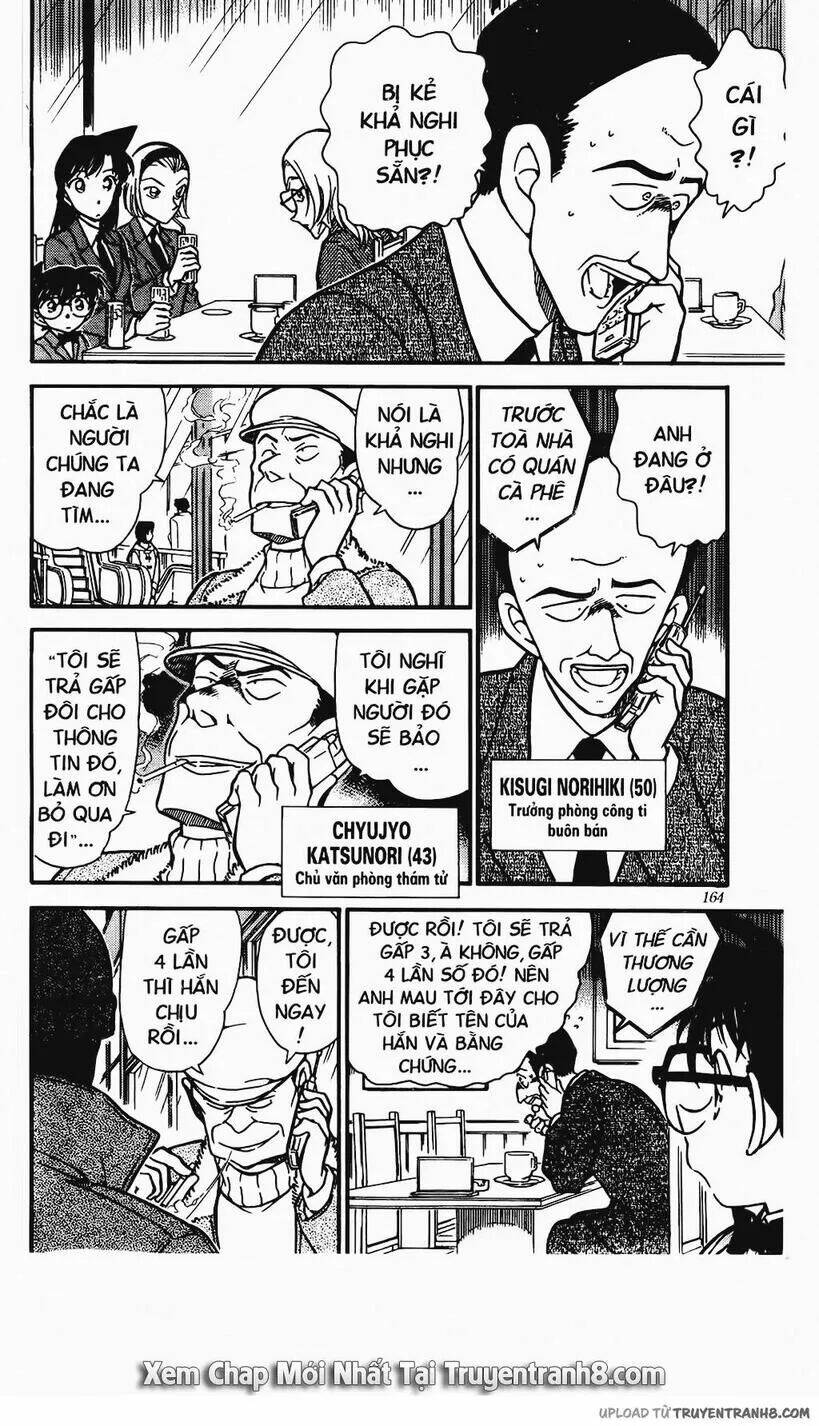 CÁI
GÌ
?!
BỊ KẺ
KHẢ NGHI
PHỤC
SẴN?!
ANH
ĐANG Ở
ĐÂU?!
TRƯỚC
TOÀ NHÀ
CÓ QUÁN
CÀ PHÊ
...
KISUGI NORIHIKI (50)
Trưởng phòng công ti
buôn bán
NÓI LÀ
KHẢ NGHI
NHƯNG
...
CHẮC LÀ
NGƯỜI
CHÚNG TA
ĐANG
TÌM...
TÔI NGHĨ
KHI GẶP
NGƯỜI ĐÓ
SẼ BẢO
...
"TÔI SẼ
TRẢ GẤP
ĐÔI CHO
THÔNG
TIN ĐÓ,
LÀM ƠN
BỎ QUA
ĐI"...
CHYUJYO
KATSUNORI (43)
Chủ văn phòng thám tử
164
VÌ THẾ CẦN
THƯƠNG
LƯỢNG
...
ĐƯỢC RỒI! TÔI SẼ TRẢ
GẤP 3, À KHÔNG, GẤP
4 LẦN SỐ ĐÓ! NÊN
ANH MAU TỚI ĐÂY CHO
TÔI BIẾT TÊN CỦA
HẮN VÀ BẰNG
CHỨNG...
ĐƯỢC,
TÔI
ĐẾN
NGAY
!
GẤP
4 LẦN
THÌ HẮN
CHỊU
RỒI...
Xem Chap Mới Nhất Tại Truyentranh8.com
UPLOAD TỪ TRUYENTRANH8.COM